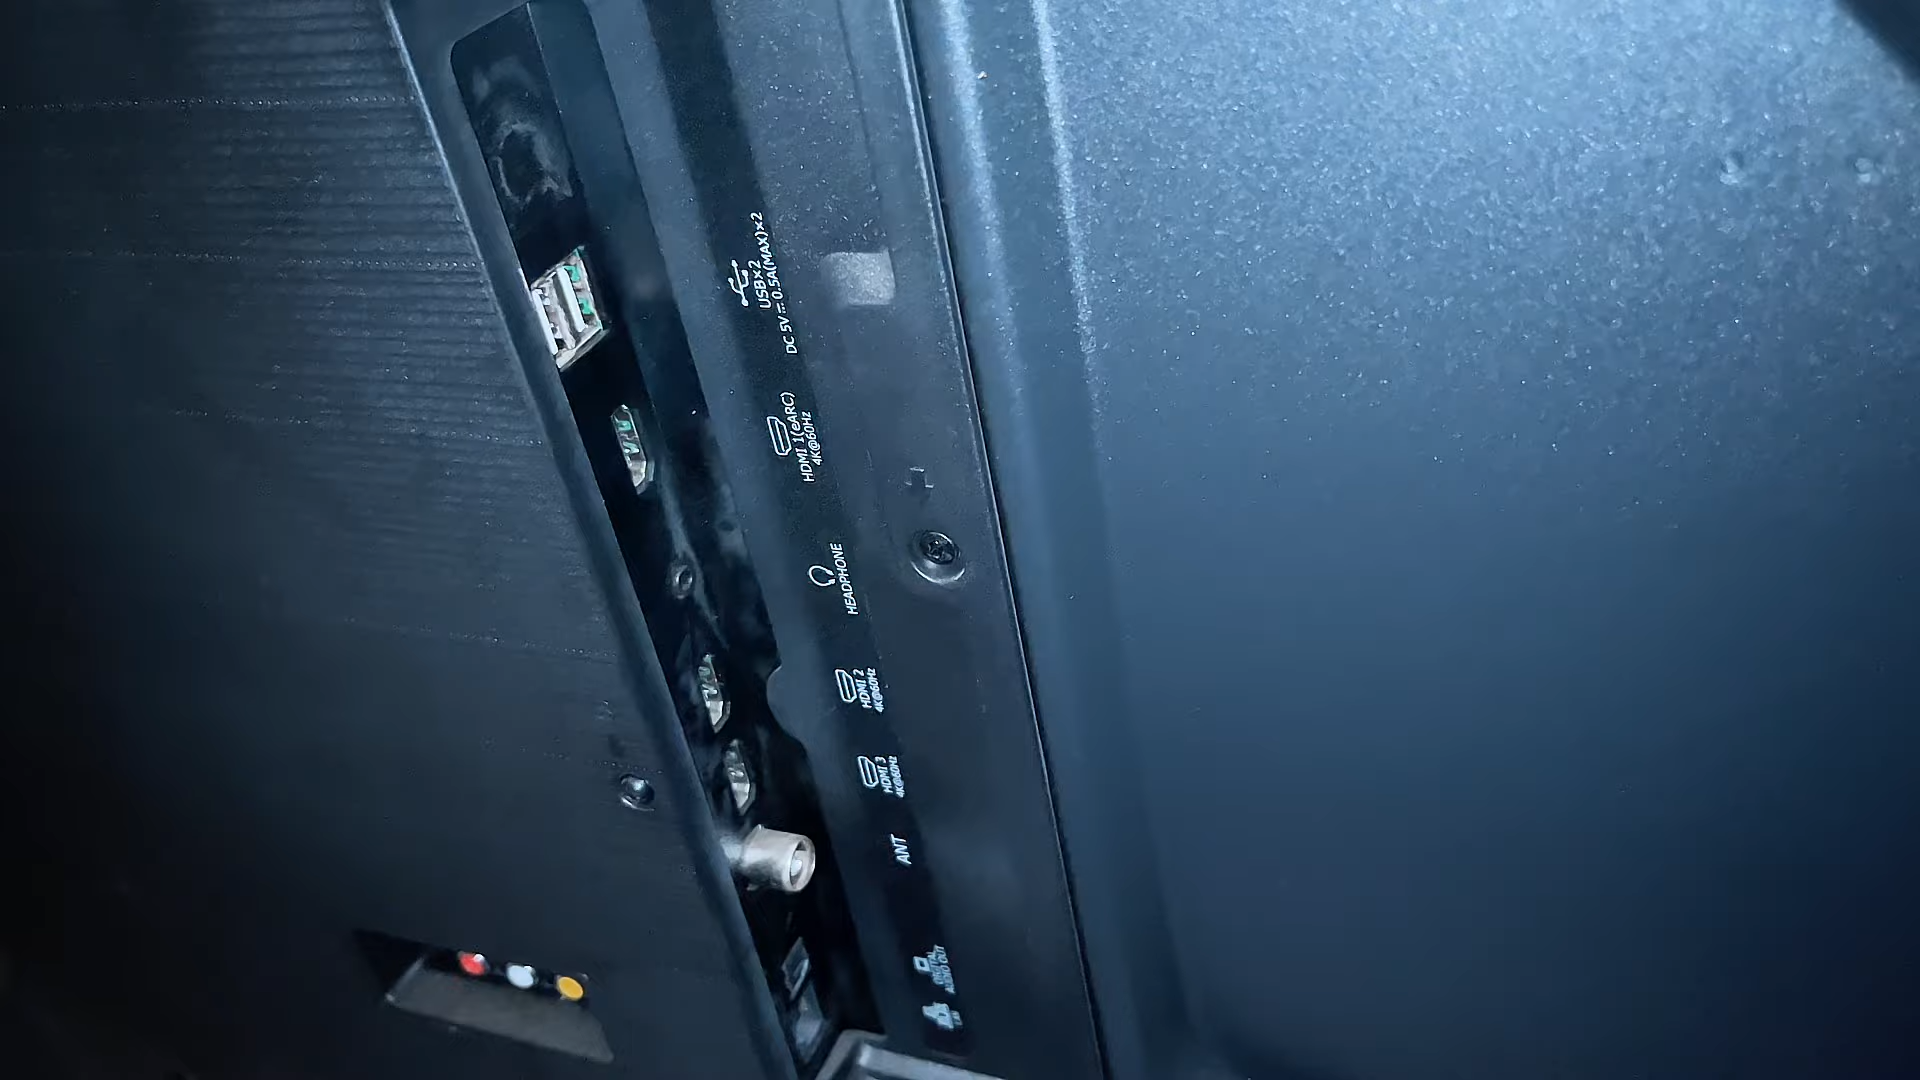 USB×2
DC 5V⎓0.5A(MAX)×2
HDMI 1(eARC)
4K@60Hz
HEADPHONE
HDMI 2
4K@60Hz
HDMI 3
4K@60Hz
ANT
DIGITAL
AUDIO OUT
LAN